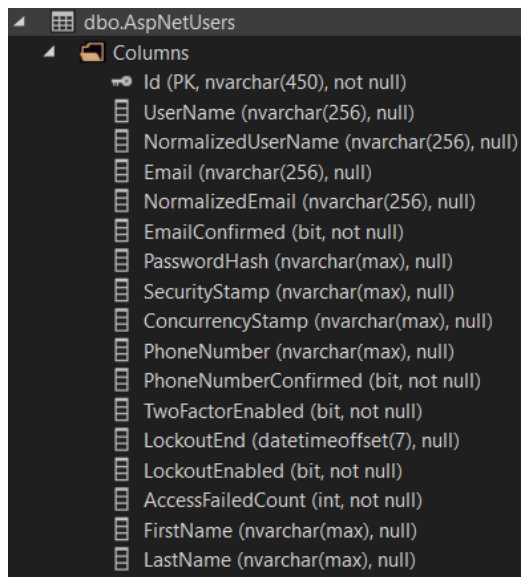 dbo.AspNetUsers
Columns
Id (PK, nvarchar(450), not null)
UserName (nvarchar(256), null)
NormalizedUserName (nvarchar(256), null)
Email (nvarchar(256), null)
NormalizedEmail (nvarchar(256), null)
EmailConfirmed (bit, not null)
PasswordHash (nvarchar(max), null)
SecurityStamp (nvarchar(max), null)
ConcurrencyStamp (nvarchar(max), null)
PhoneNumber (nvarchar(max), null)
PhoneNumberConfirmed (bit, not null)
TwoFactorEnabled (bit, not null)
LockoutEnd (datetimeoffset(7), null)
LockoutEnabled (bit, not null)
AccessFailedCount (int, not null)
FirstName (nvarchar(max), null)
LastName (nvarchar(max), null)